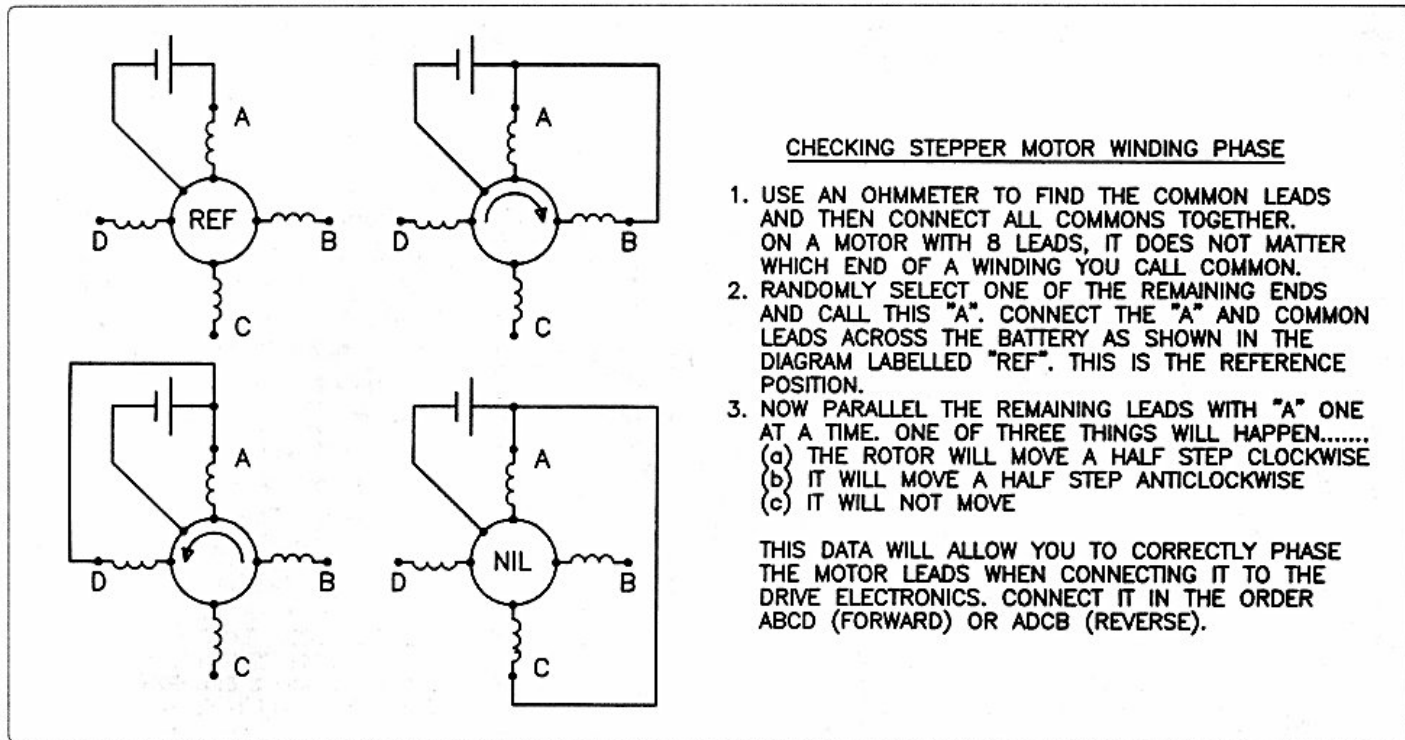 A
REF
D
B
C
A
D
B
C
A
D
B
C
A
NIL
D
B
C
CHECKING STEPPER MOTOR WINDING PHASE
1. USE AN OHMMETER TO FIND THE COMMON LEADS
AND THEN CONNECT ALL COMMONS TOGETHER.
ON A MOTOR WITH 8 LEADS, IT DOES NOT MATTER
WHICH END OF A WINDING YOU CALL COMMON.
2. RANDOMLY SELECT ONE OF THE REMAINING ENDS
AND CALL THIS "A". CONNECT THE "A" AND COMMON
LEADS ACROSS THE BATTERY AS SHOWN IN THE
DIAGRAM LABELLED "REF". THIS IS THE REFERENCE
POSITION.
3. NOW PARALLEL THE REMAINING LEADS WITH "A" ONE
AT A TIME. ONE OF THREE THINGS WILL HAPPEN.......
(a) THE ROTOR WILL MOVE A HALF STEP CLOCKWISE
(b) IT WILL MOVE A HALF STEP ANTICLOCKWISE
(c) IT WILL NOT MOVE
THIS DATA WILL ALLOW YOU TO CORRECTLY PHASE
THE MOTOR LEADS WHEN CONNECTING IT TO THE
DRIVE ELECTRONICS. CONNECT IT IN THE ORDER
ABCD (FORWARD) OR ADCB (REVERSE).